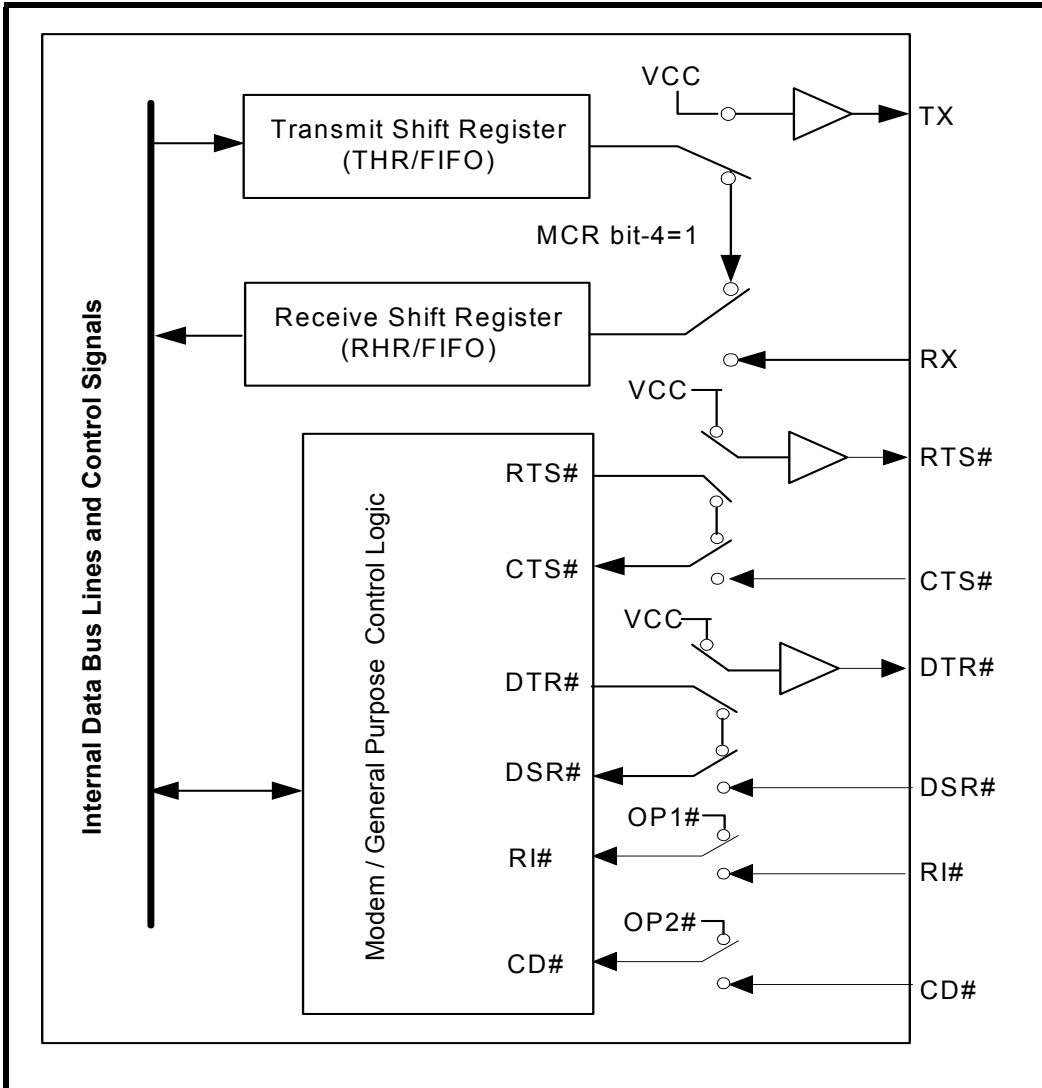 VCC
TX
Transmit Shift Register
(THR/FIFO)
MCR bit-4=1
Receive Shift Register
(RHR/FIFO)
RX
VCC
RTS#
RTS#
CTS#
CTS#
VCC
DTR#
DTR#
DSR#
DSR#
OP1#
RI#
RI#
OP2#
CD#
CD#
Internal Data Bus Lines and Control Signals
Modem / General Purpose Control Logic